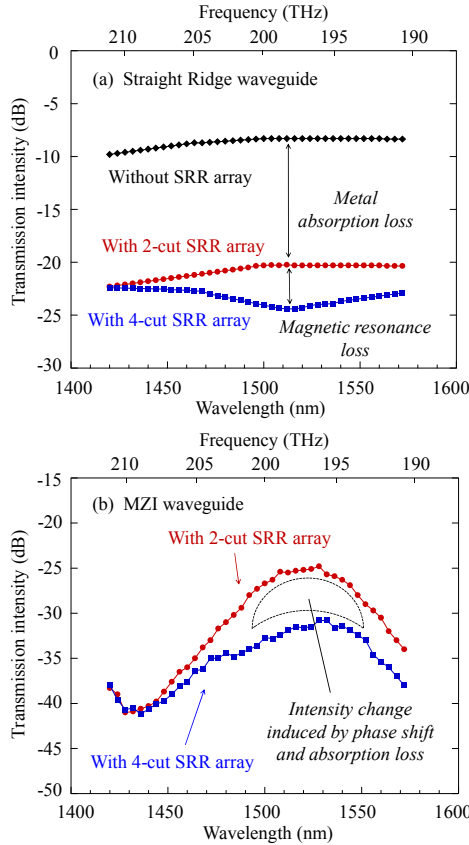 Frequency (THz)
210 205 200 195 190
(a) Straight Ridge waveguide
0
-5
-10
-15
-20
-25
-30
Transmission intensity (dB)
Without SRR array
Metal
absorption loss
With 2-cut SRR array
With 4-cut SRR array
Magnetic resonance
loss
1400 1450 1500 1550 1600
Wavelength (nm)
Frequency (THz)
210 205 200 195 190
(b) MZI waveguide
-15
-20
-25
-30
-35
-40
-45
-50
Transmission intensity (dB)
With 2-cut SRR array
Intensity change
induced by phase shift
and absorption loss
With 4-cut SRR array
1400 1450 1500 1550 1600
Wavelength (nm)